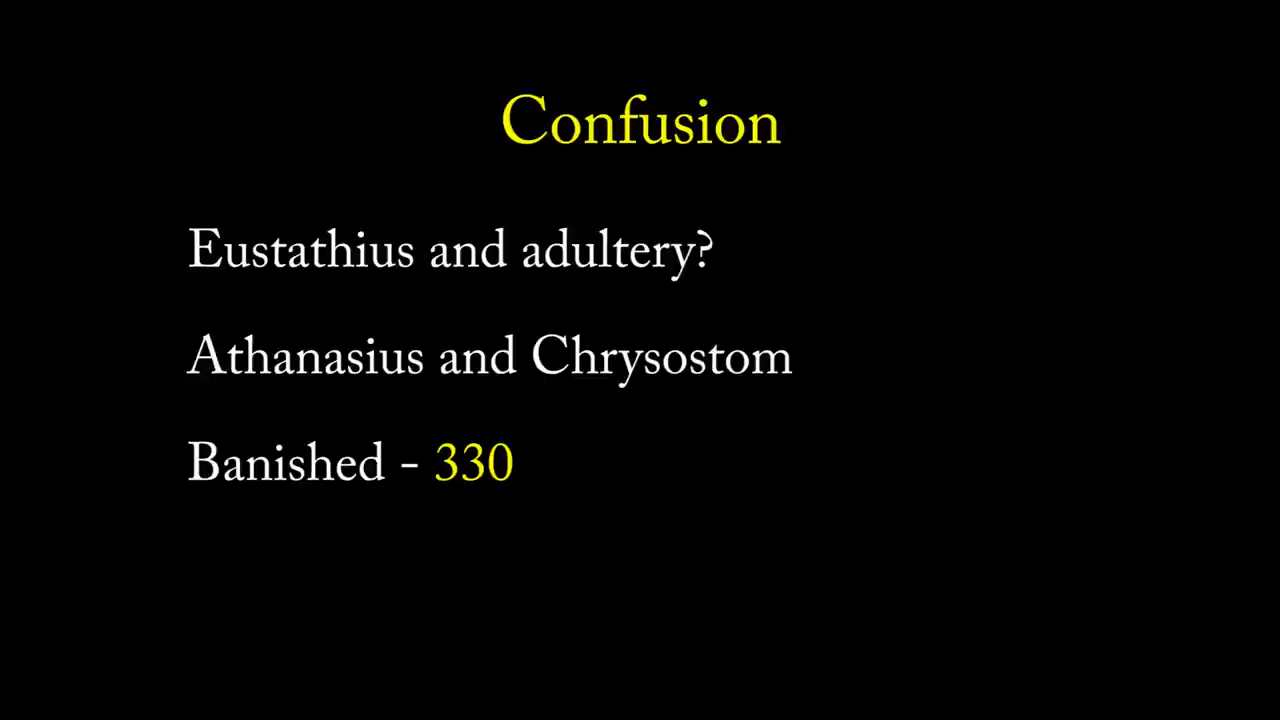 Confusion
Eustathius and adultery?
Athanasius and Chrysostom
Banished - 330